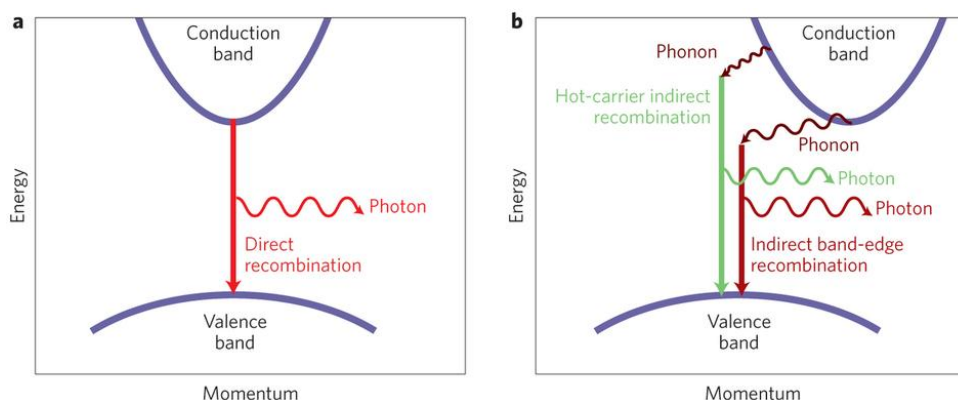 a
Conduction
band
Energy
Photon
Direct
recombination
Valence
band
Momentum
b
Conduction
band
Phonon
Hot-carrier indirect
recombination
Phonon
Energy
Photon
Photon
Indirect band-edge
recombination
Valence
band
Momentum